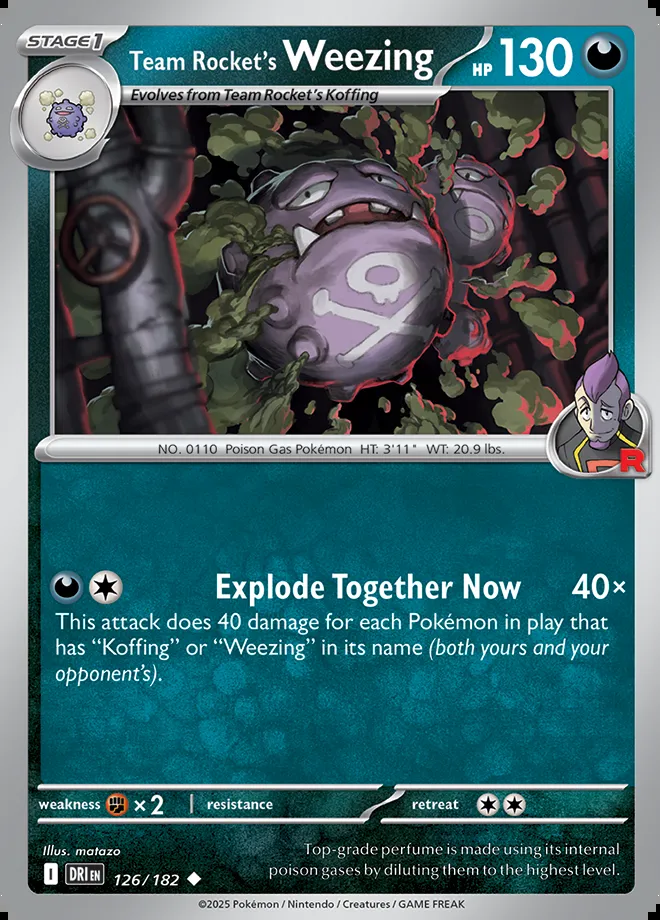 STAGE1
Team Rocket's Weezing HP 130
Evolves from Team Rocket's Koffing
NO. 0110 Poison Gas Pokémon HT: 3'11" WT: 20.9 lbs.
R
Explode Together Now 40×
This attack does 40 damage for each Pokémon in play that
has “Koffing” or “Weezing” in its name (both yours and your
opponent's).
weakness ×2 resistance retreat
Illus. matazo
Top-grade perfume is made using its internal
poison gases by diluting them to the highest level.
I DRI EN 126/182
©2025 Pokémon / Nintendo / Creatures / GAME FREAK